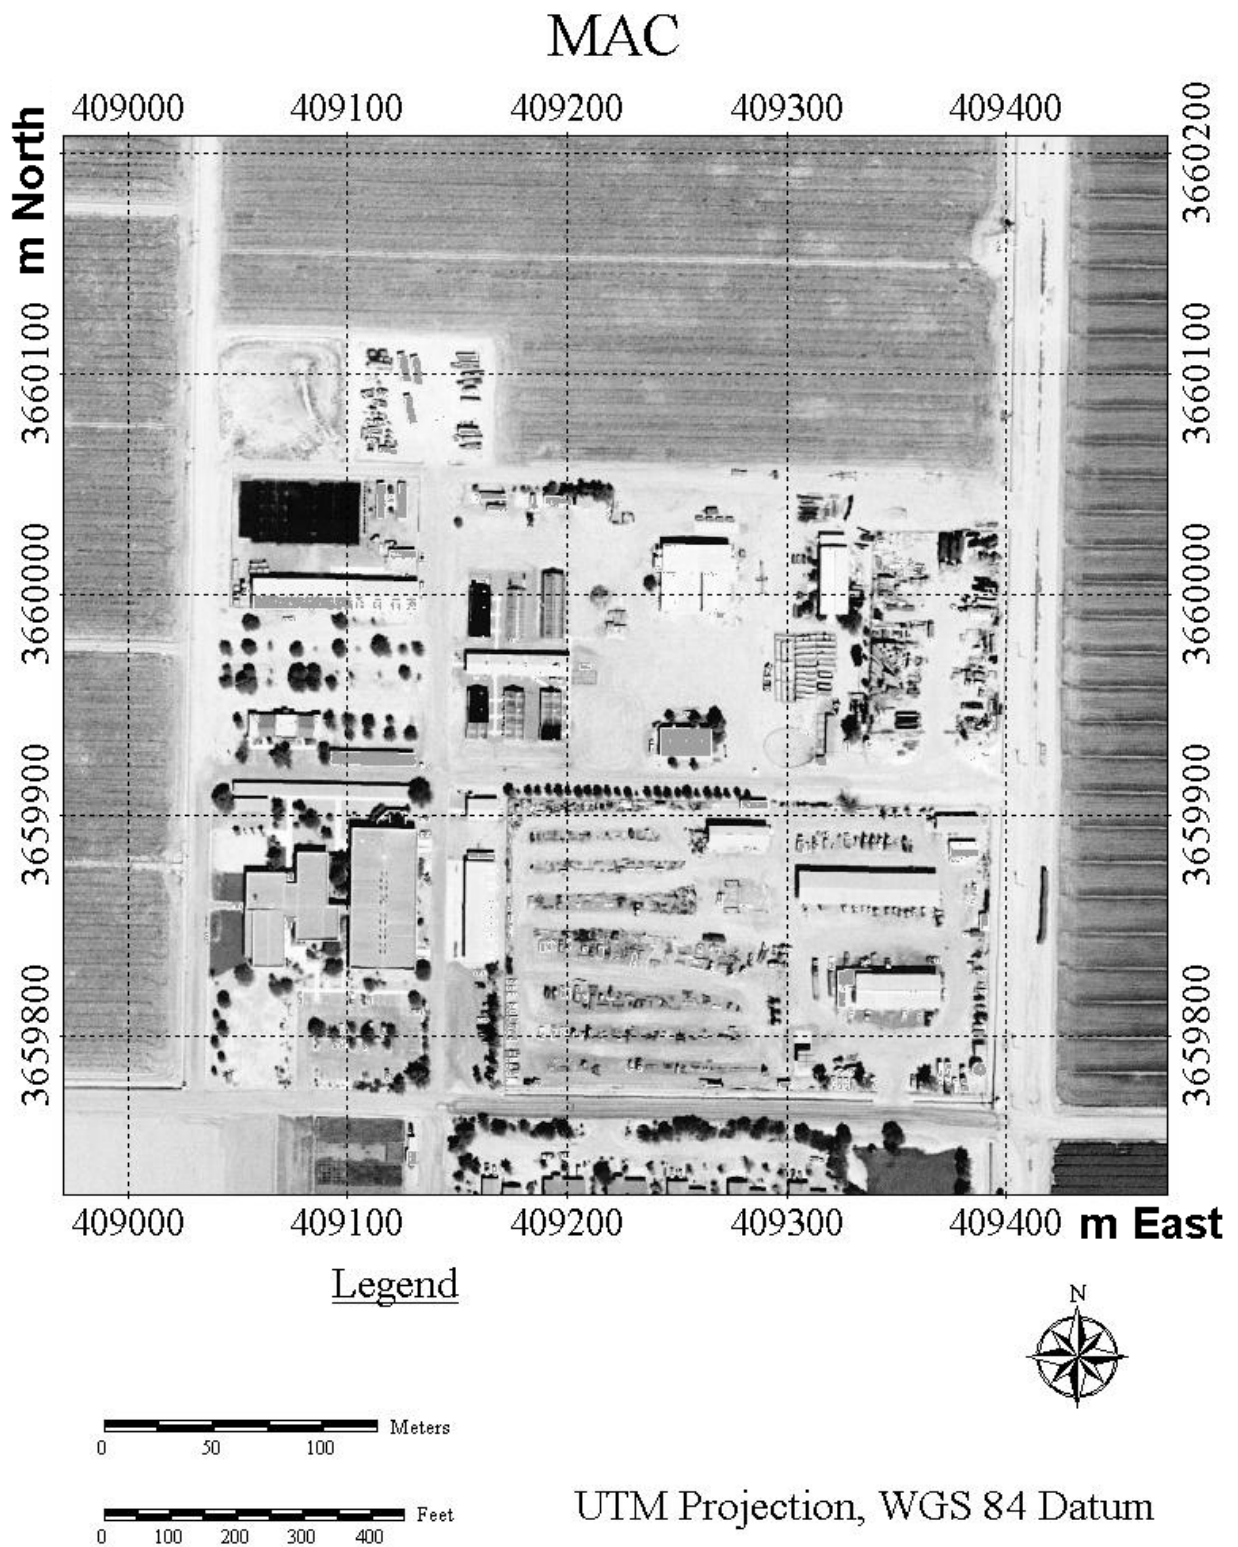 MAC
409000 409100 409200 409300 409400
m North
3660200
3660100
3660100
3660000
3660000
3659900
3659900
3659800
3659800
409000 409100 409200 409300 409400 m East
Legend
N
Meters
0 50 100
Feet
0 100 200 300 400
UTM Projection, WGS 84 Datum